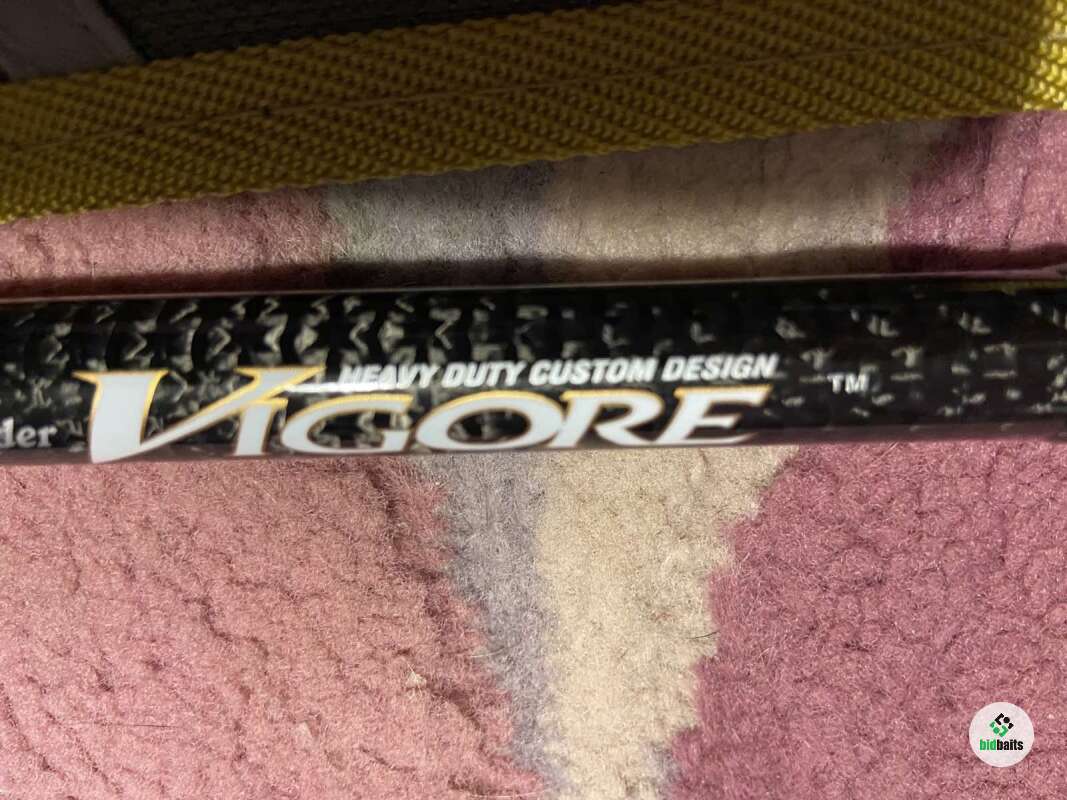 HEAVY DUTY CUSTOM DESIGN
der VIGORE TM
bidbaits